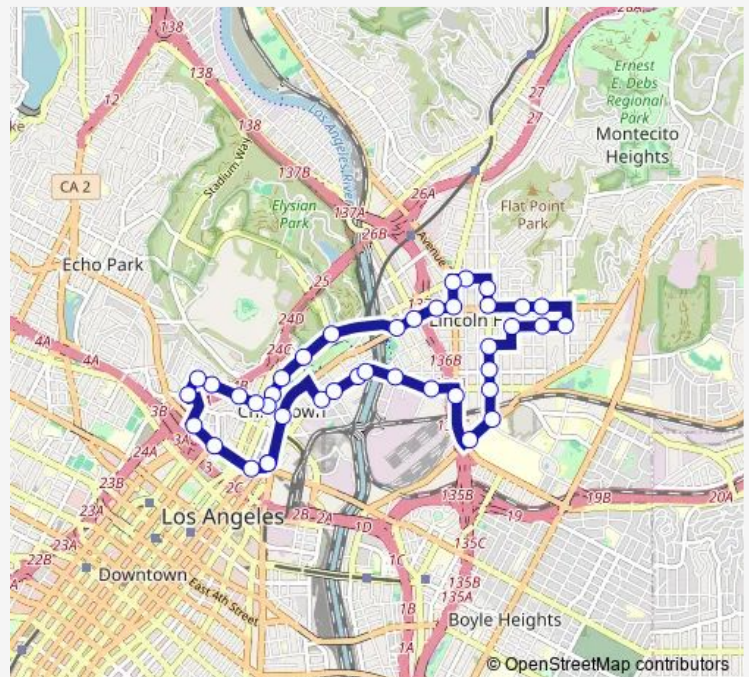 28A
138
138
Ernest
E. Debs
Regional
Park
12
27
Montecito
Heights
138
27
Los Angeles River
Stadium Way
137B
CA 2
26A
Elysian
Park
137A
Flat Point
Park
26B
Avenue
Echo Park
25
24D
Lincoln
24C
136B
4A
4A
3B
3A
24A
3
2C
23B
Los Angeles
2B
2A
135B
19
19B
20A
23A
1D
135C
22B
Downtown
1C
East 4th Street
135B
135A
1B
Boyle Heights
1A
© OpenStreetMap contributors